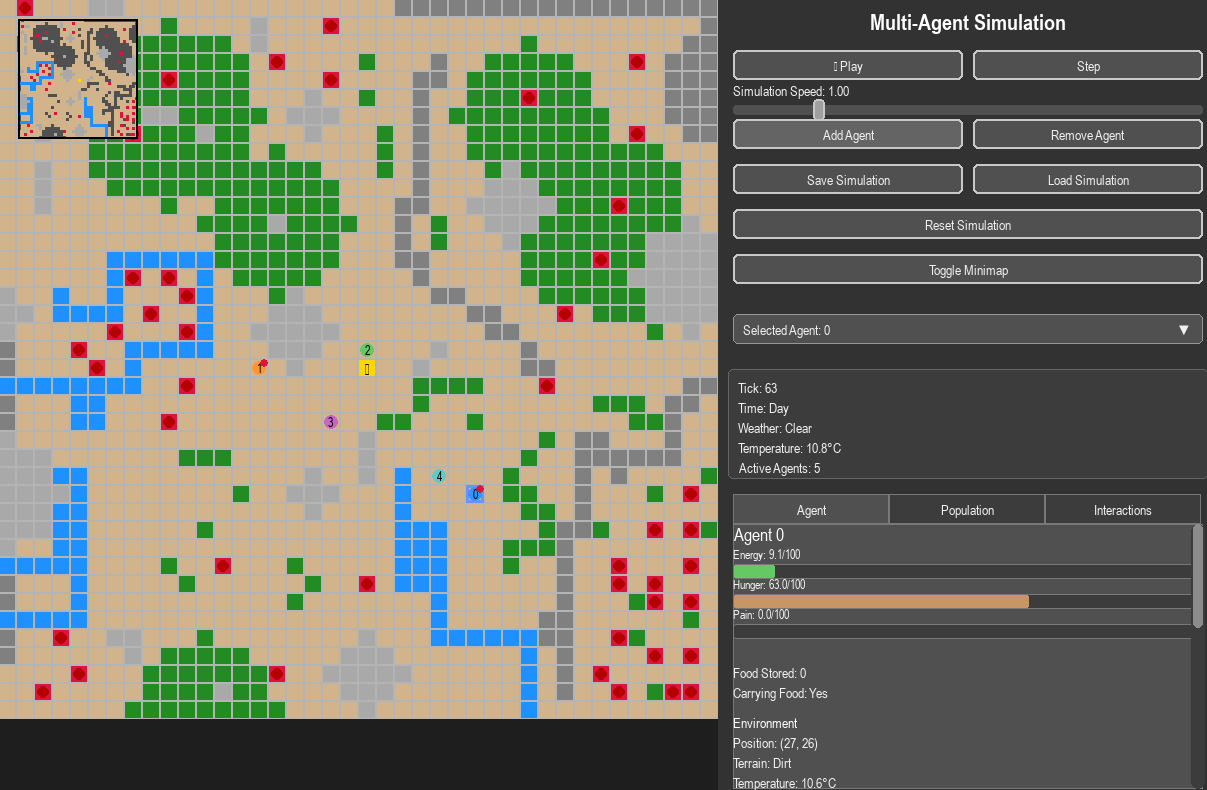 Multi-Agent Simulation
Play
Step
Simulation Speed: 1.00
Add Agent
Remove Agent
Save Simulation
Load Simulation
Reset Simulation
Toggle Minimap
Selected Agent: 0
▼
Tick: 63
Time: Day
Weather: Clear
Temperature: 10.8°C
Active Agents: 5
Agent
Population
Interactions
Agent 0
Energy: 9.1/100
Hunger: 63.0/100
Pain: 0.0/100
Food Stored: 0
Carrying Food: Yes
Environment
Position: (27, 26)
Terrain: Dirt
Temperature: 10.6°C
2
1
3
4
0